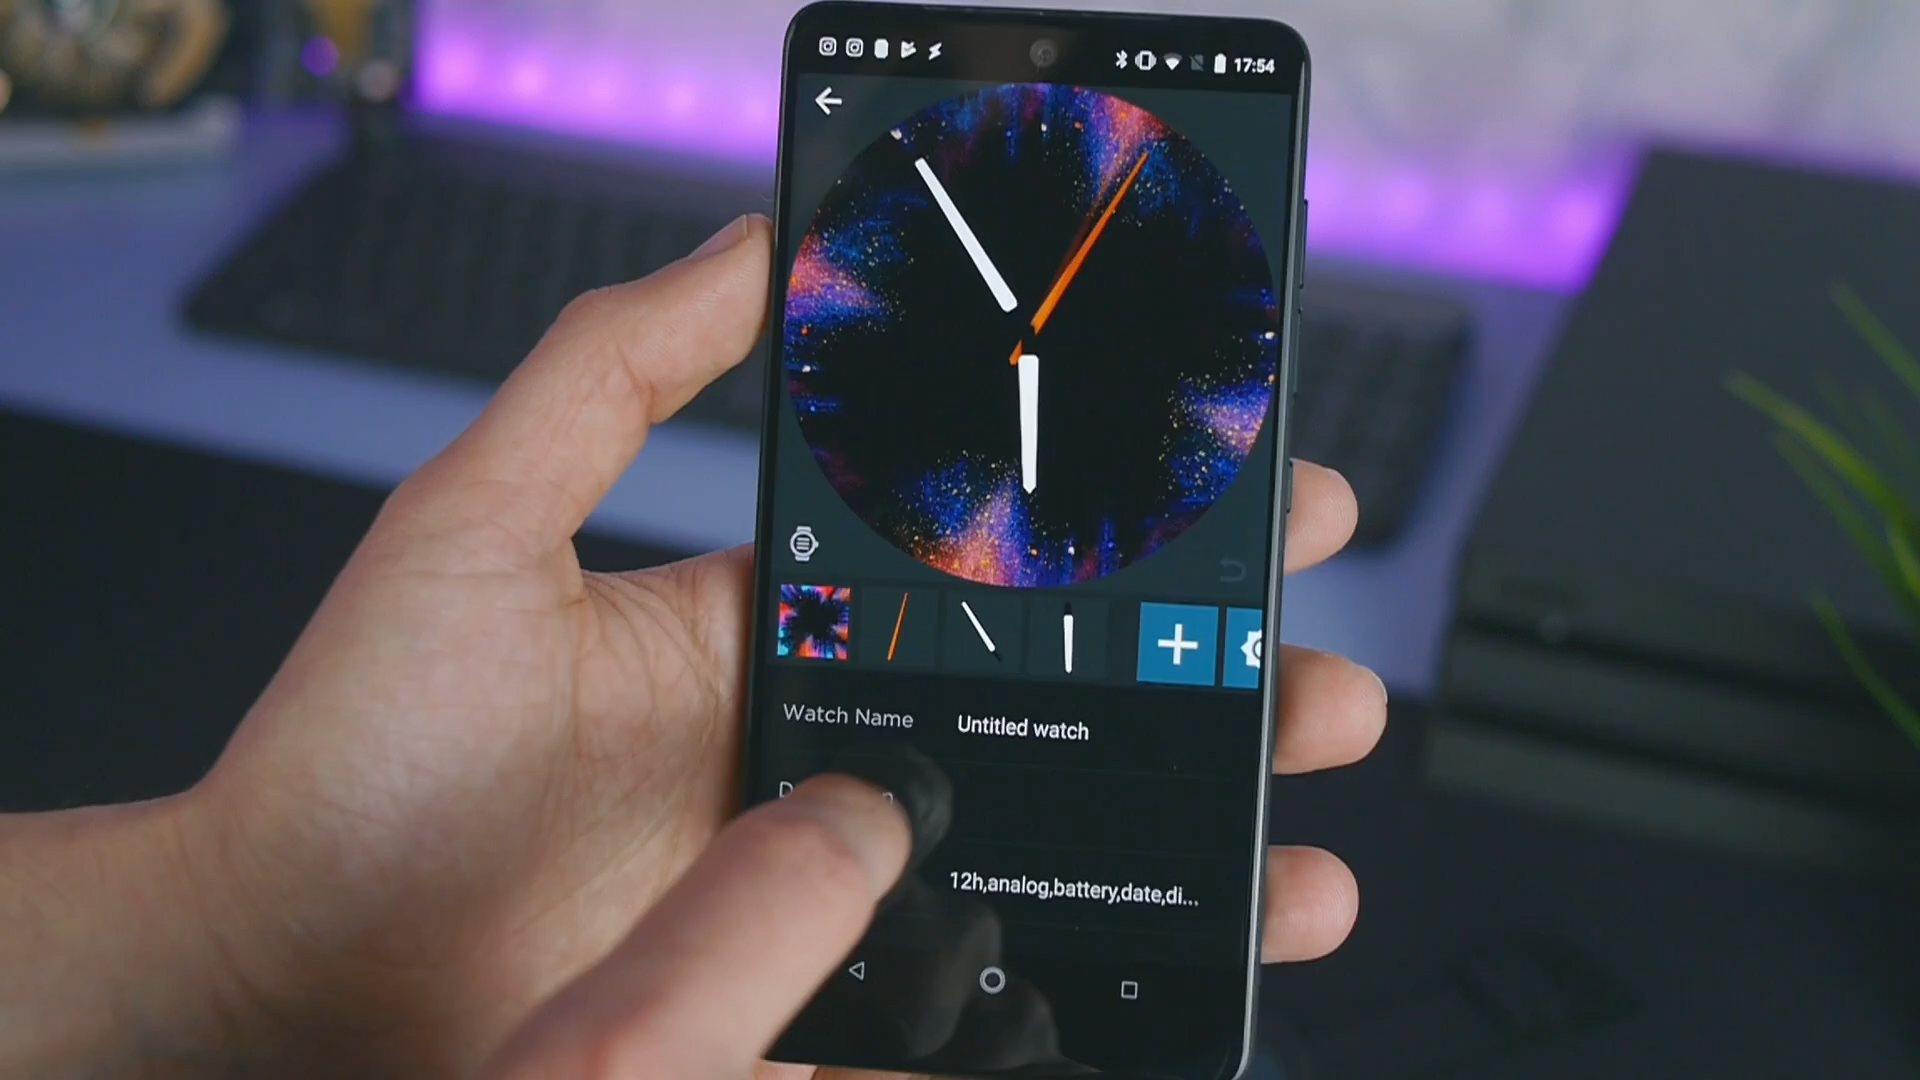 17:54
Watch Name
Untitled watch
12h,analog,battery,date,di...